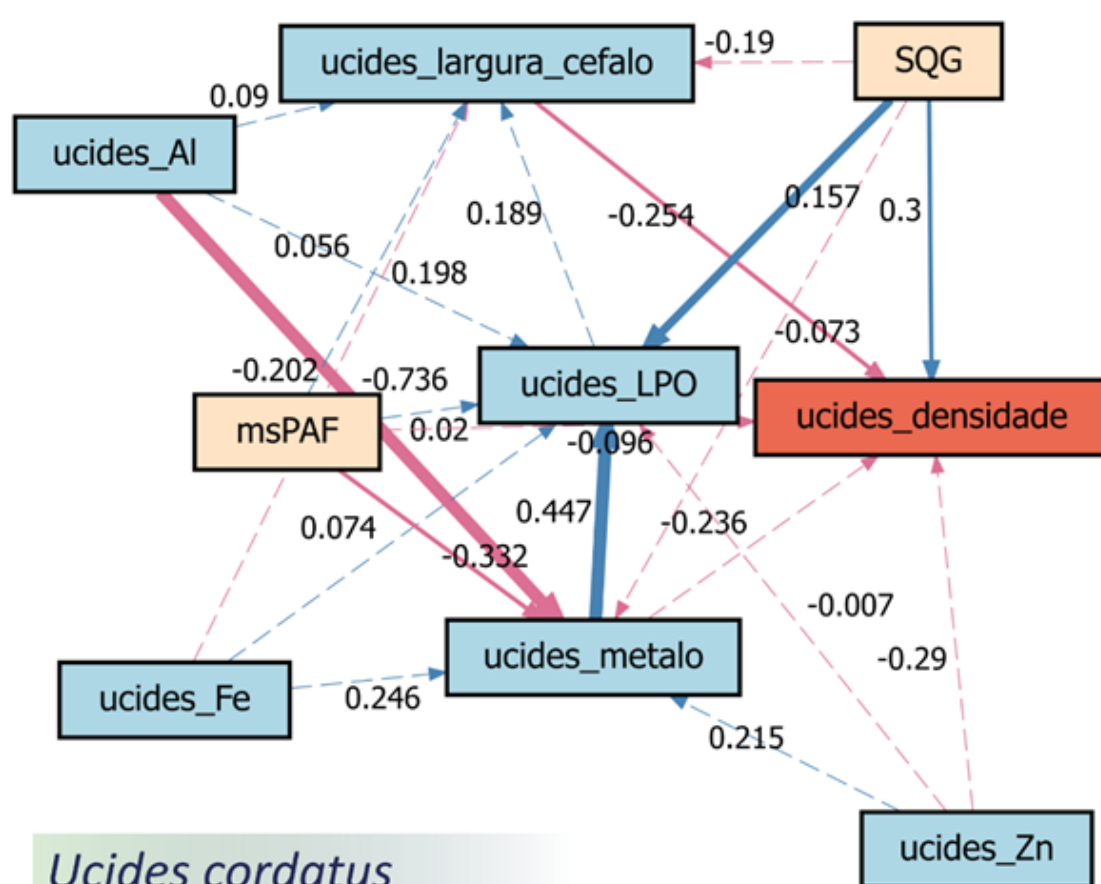 -0.19
ucides_largura_cefalo
SQG
0.09
ucides_Al
0.189
-0.254
0.157
0.3
0.056
0.198
-0.073
-0.202
-0.736
ucides_LPO
ucides_densidade
msPAF
0.02
-0.096
0.074
0.447
-0.236
-0.332
-0.007
-0.29
ucides_metalo
ucides_Fe
0.246
0.215
ucides_Zn
Ucides cordatus